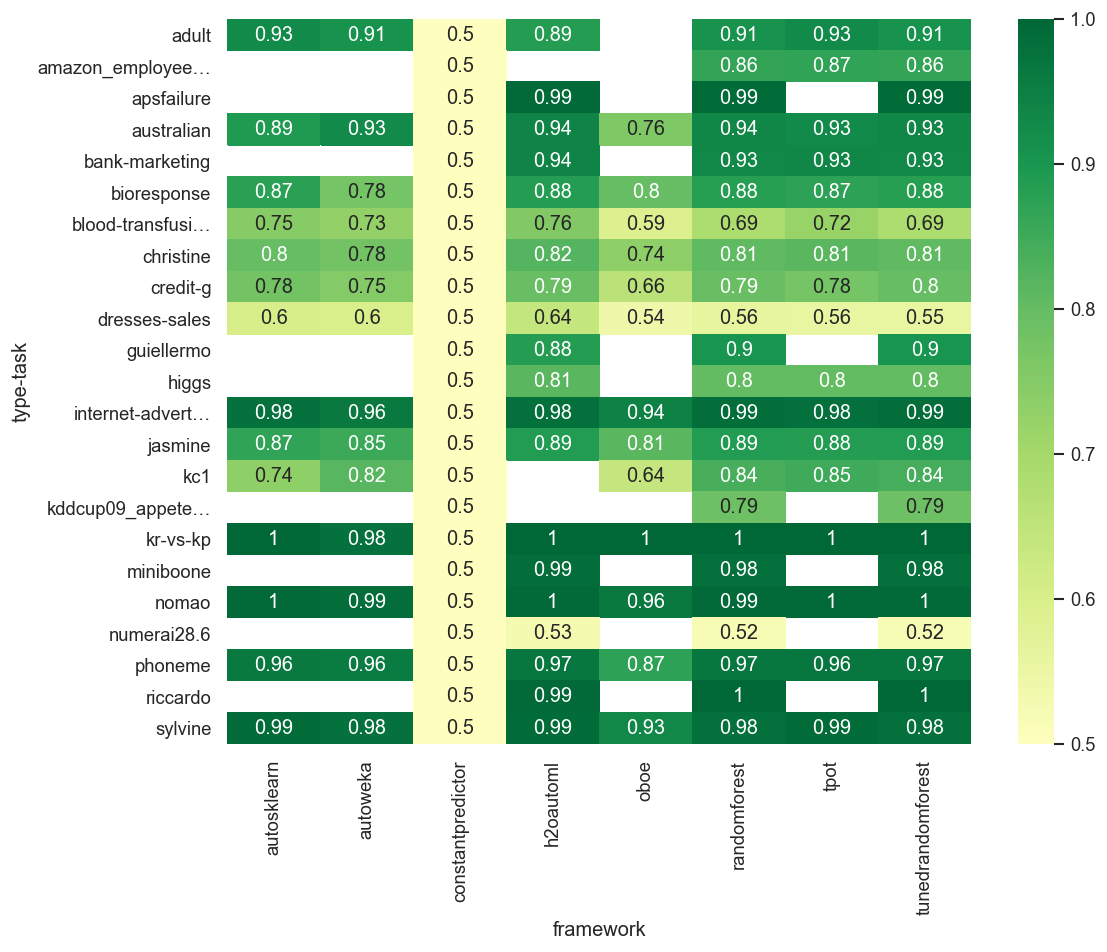 adult 0.93 0.91 0.5 0.89 0.91 0.93 0.91
amazon_employee… 0.5 0.86 0.87 0.86
apsfailure 0.5 0.99 0.99 0.99
australian 0.89 0.93 0.5 0.94 0.76 0.94 0.93 0.93
bank-marketing 0.5 0.94 0.93 0.93 0.93
bioresponse 0.87 0.78 0.5 0.88 0.8 0.88 0.87 0.88
blood-transfusi… 0.75 0.73 0.5 0.76 0.59 0.69 0.72 0.69
christine 0.8 0.78 0.5 0.82 0.74 0.81 0.81 0.81
credit-g 0.78 0.75 0.5 0.79 0.66 0.79 0.78 0.8
dresses-sales 0.6 0.6 0.5 0.64 0.54 0.56 0.56 0.55
guiellermo 0.5 0.88 0.9 0.9
higgs 0.5 0.81 0.8 0.8 0.8
internet-advert… 0.98 0.96 0.5 0.98 0.94 0.99 0.98 0.99
jasmine 0.87 0.85 0.5 0.89 0.81 0.89 0.88 0.89
kc1 0.74 0.82 0.5 0.64 0.84 0.85 0.84
kddcup09_appete… 0.5 0.79 0.79
kr-vs-kp 1 0.98 0.5 1 1 1 1 1
miniboone 0.5 0.99 0.98 0.98
nomao 1 0.99 0.5 1 0.96 0.99 1 1
numerai28.6 0.5 0.53 0.52 0.52
phoneme 0.96 0.96 0.5 0.97 0.87 0.97 0.96 0.97
riccardo 0.5 0.99 1 1
sylvine 0.99 0.98 0.5 0.99 0.93 0.98 0.99 0.98
type-task
autosklearn
autoweka
constantpredictor
h2oautoml
oboe
randomforest
tpot
tunedrandomforest
framework
1.0
0.9
0.8
0.7
0.6
0.5